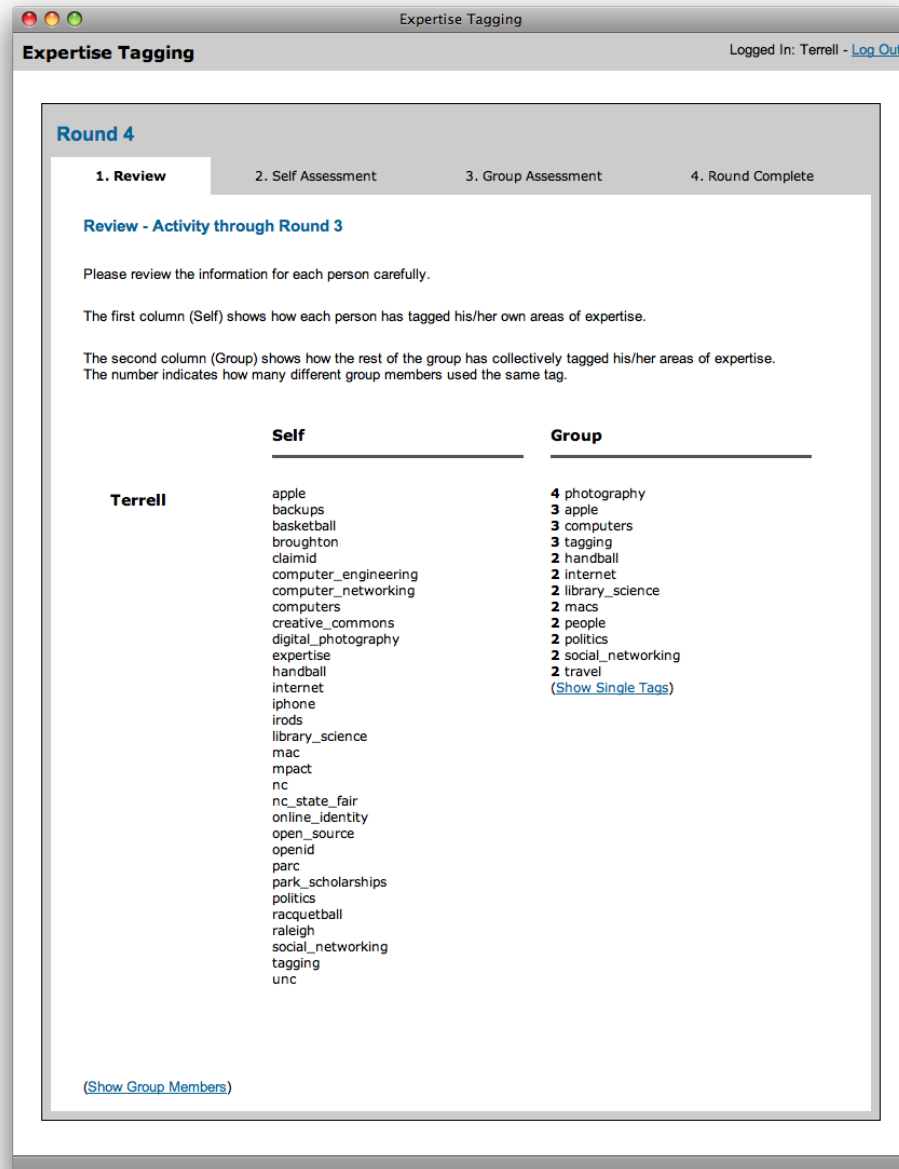 Expertise Tagging
Expertise Tagging
Logged In: Terrell - Log Out
Round 4
1. Review 2. Self Assessment 3. Group Assessment 4. Round Complete
Review - Activity through Round 3
Please review the information for each person carefully.
The first column (Self) shows how each person has tagged his/her own areas of expertise.
The second column (Group) shows how the rest of the group has collectively tagged his/her areas of expertise.
The number indicates how many different group members used the same tag.
Self
Group
Terrell
apple
backups
basketball
broughton
claimid
computer_engineering
computer_networking
computers
creative_commons
digital_photography
expertise
handball
internet
iphone
irods
library_science
mac
mpact
nc
nc_state_fair
online_identity
open_source
openid
parc
park_scholarships
politics
racquetball
raleigh
social_networking
tagging
unc
4 photography
3 apple
3 computers
3 tagging
2 handball
2 internet
2 library_science
2 macs
2 people
2 politics
2 social_networking
2 travel
(Show Single Tags)
(Show Group Members)